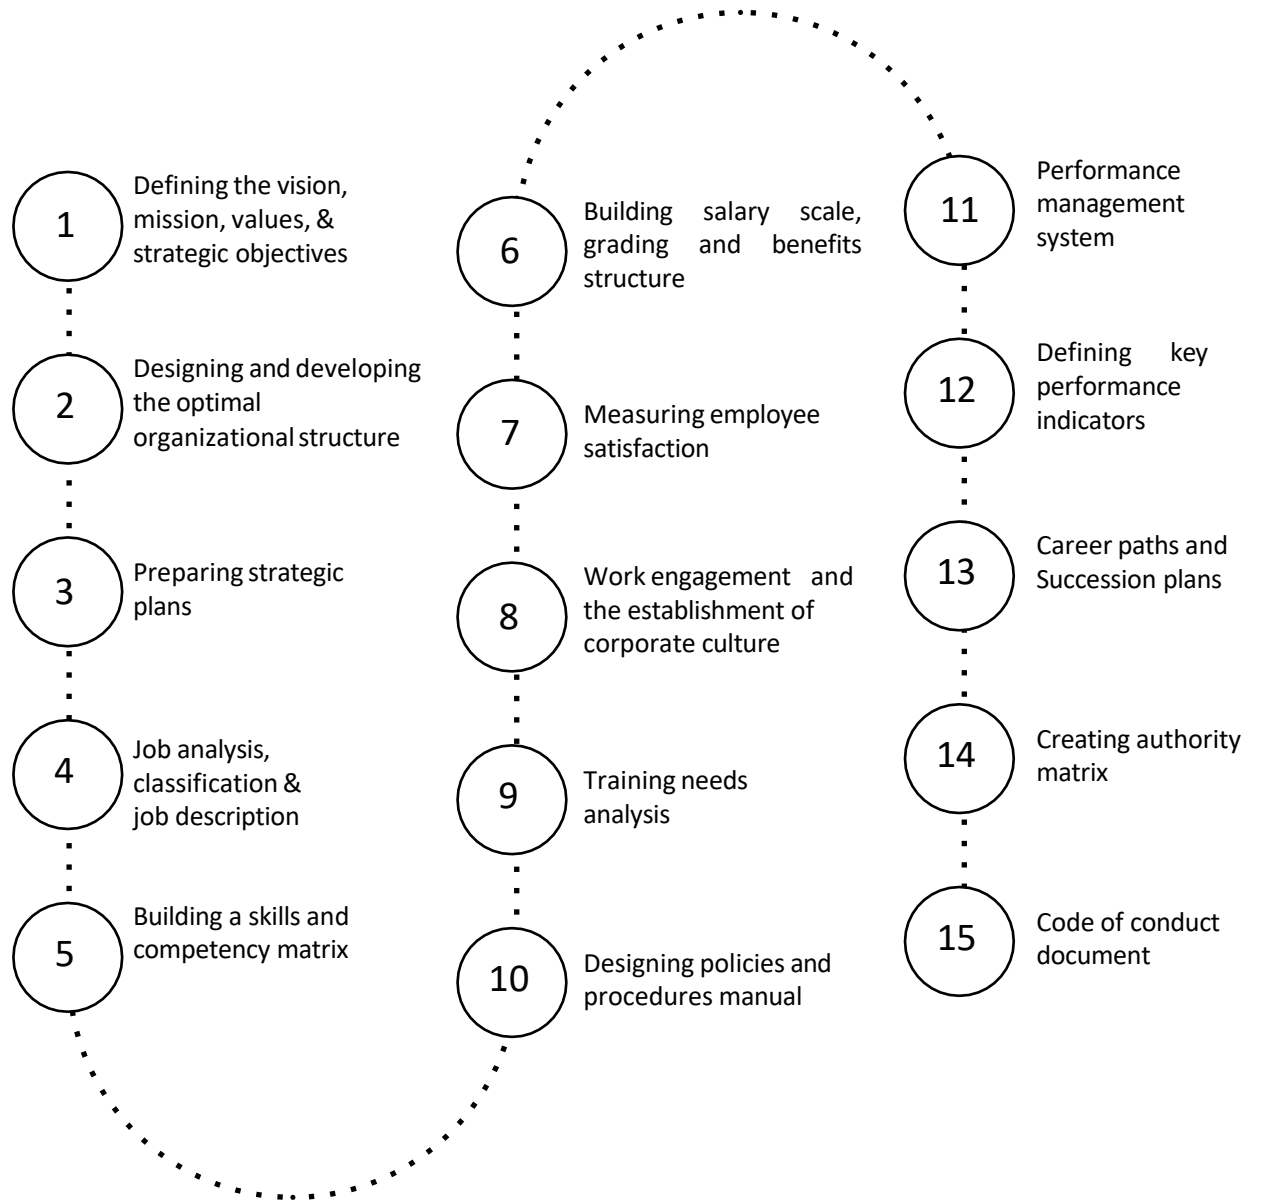 1
Defining the vision,
mission, values, &
strategic objectives
2
Designing and developing
the optimal
organizational structure
3
Preparing strategic
plans
4
Job analysis,
classification &
job description
5
Building a skills and
competency matrix
6
Building salary scale,
grading and benefits
structure
7
Measuring employee
satisfaction
8
Work engagement and
the establishment of
corporate culture
9
Training needs
analysis
10
Designing policies and
procedures manual
11
Performance
management
system
12
Defining key
performance
indicators
13
Career paths and
Succession plans
14
Creating authority
matrix
15
Code of conduct
document